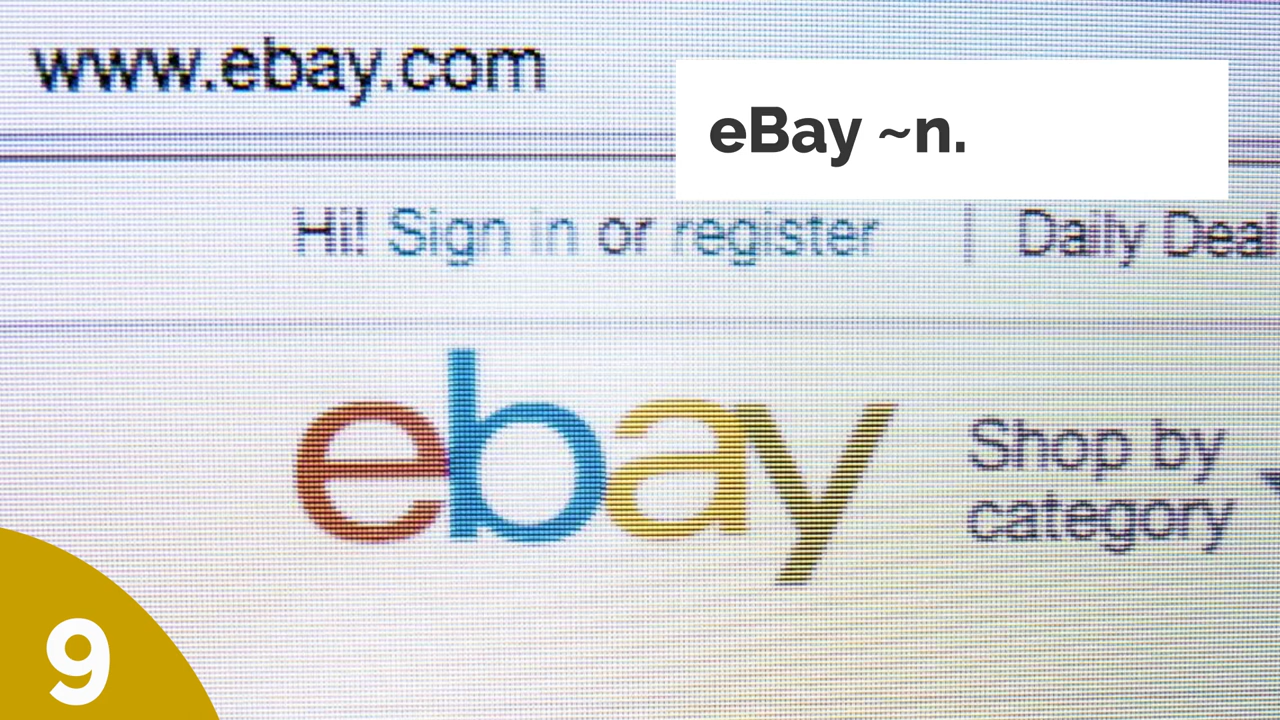 www.ebay.com
eBay ~n.
Hi! Sign in or register | Daily Deal
ebay
Shop by
category
9